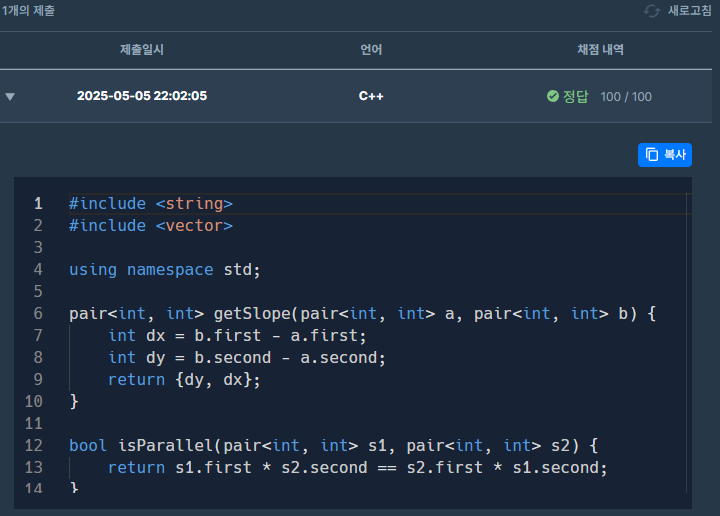 1개의 제출
새로고침
제출일시 언어 채점 내역
2025-05-05 22:02:05 C++ 정답 100 / 100
복사
1 #include <string>
2 #include <vector>
3
4 using namespace std;
5
6 pair<int, int> getSlope(pair<int, int> a, pair<int, int> b) {
7     int dx = b.first - a.first;
8     int dy = b.second - a.second;
9     return {dy, dx};
10 }
11
12 bool isParallel(pair<int, int> s1, pair<int, int> s2) {
13     return s1.first * s2.second == s2.first * s1.second;
14 }